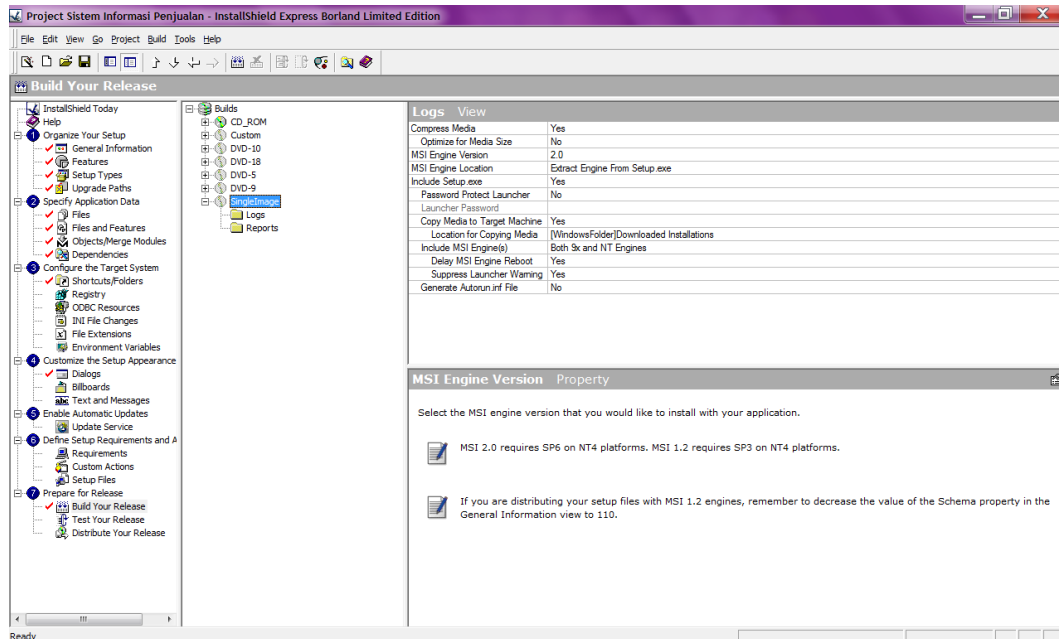 Project Sistem Informasi Penjualan - InstallShield Express Borland Limited Edition
File Edit View Go Project Build Tools Help
Build Your Release
InstallShield Today
Help
1 Organize Your Setup
General Information
Features
Setup Types
Upgrade Paths
2 Specify Application Data
Files
Files and Features
Objects/Merge Modules
Dependencies
3 Configure the Target System
Shortcuts/Folders
Registry
ODBC Resources
INI File Changes
File Extensions
Environment Variables
4 Customize the Setup Appearance
Dialogs
Billboards
abc Text and Messages
5 Enable Automatic Updates
Update Service
6 Define Setup Requirements and A
Requirements
Custom Actions
Setup Files
7 Prepare for Release
Build Your Release
Test Your Release
Distribute Your Release
Builds
CD_ROM
Custom
DVD-10
DVD-18
DVD-5
DVD-9
SingleImage
Logs
Reports
Logs View
Compress Media Yes
Optimize for Media Size No
MSI Engine Version 2.0
MSI Engine Location Extract Engine From Setup.exe
Include Setup.exe Yes
Password Protect Launcher No
Launcher Password
Copy Media to Target Machine Yes
Location for Copying Media [WindowsFolder]Downloaded Installations
Include MSI Engine(s) Both 9x and NT Engines
Delay MSI Engine Reboot Yes
Suppress Launcher Warning Yes
Generate Autorun.inf File No
MSI Engine Version Property
Select the MSI engine version that you would like to install with your application.
MSI 2.0 requires SP6 on NT4 platforms. MSI 1.2 requires SP3 on NT4 platforms.
If you are distributing your setup files with MSI 1.2 engines, remember to decrease the value of the Schema property in the
General Information view to 110.
Ready